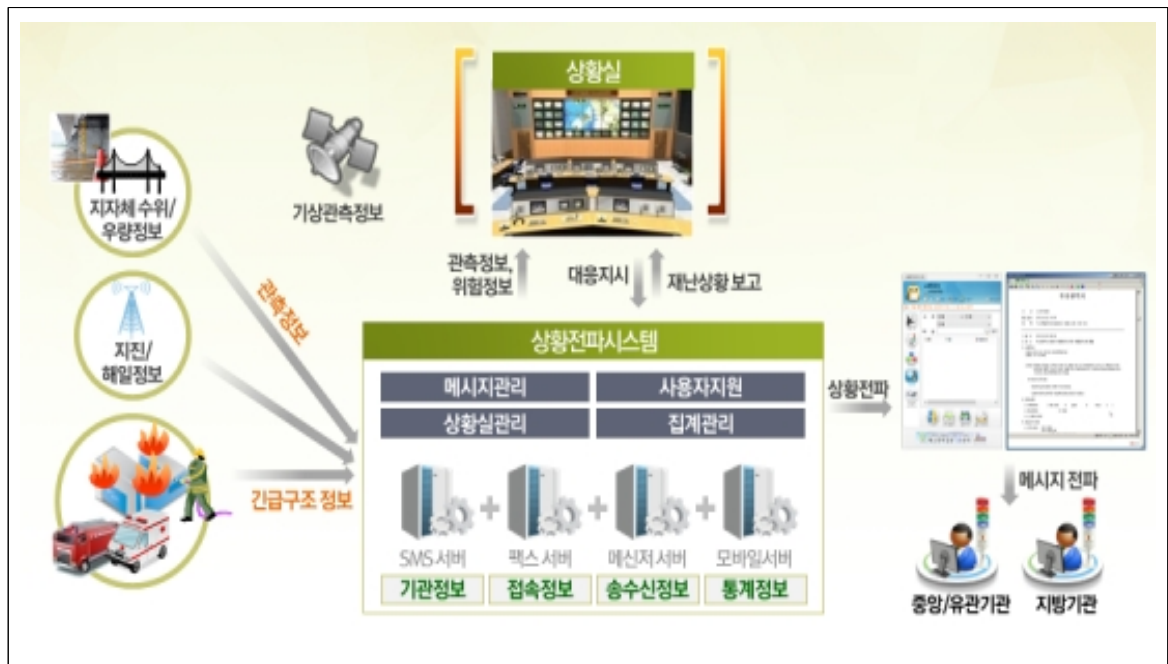 상황실
지자체 수위/
우량정보
기상관측정보
관측정보,
위험정보
대응지시
재난상황 보고
관측정보
지진/
해일정보
긴급구조 정보
상황전파시스템
메시지관리
사용자지원
상황실관리
집계관리
SMS 서버
팩스 서버
메신저 서버
모바일서버
기관정보
접속정보
송수신정보
통계정보
상황전파
메시지 전파
중앙/유관기관
지방기관